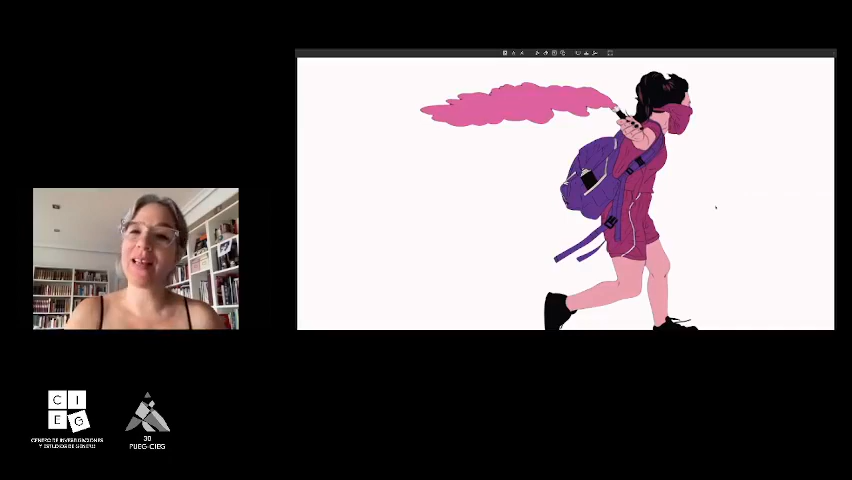 C I
E G
CENTRO DE INVESTIGACIONES
Y ESTUDIOS DE GÉNERO
30
PUEG-CIEG